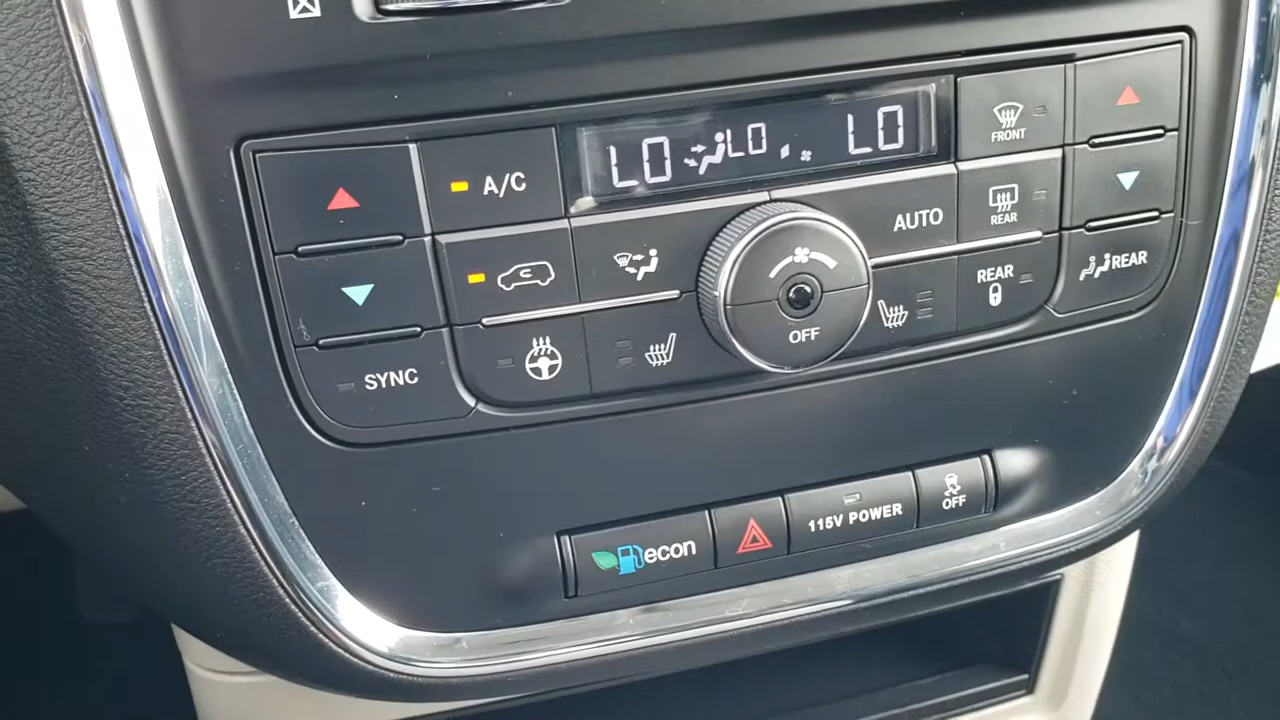 LO LO LO
FRONT
A/C
AUTO
REAR
REAR
REAR
OFF
SYNC
econ
115V POWER
OFF